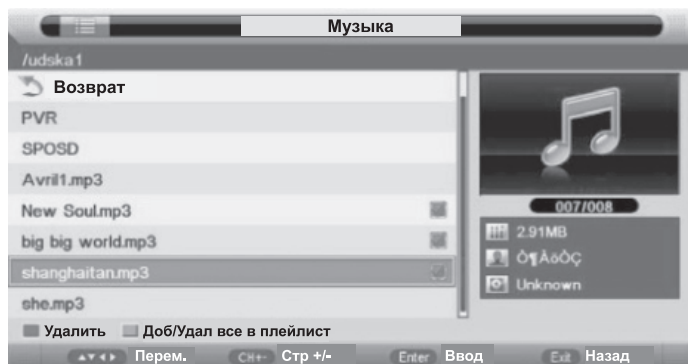 Музыка
/udska1
Возврат
PVR
SPOSD
Avril1.mp3
New Soul.mp3
big big world.mp3
shanghaitan.mp3
she.mp3
007/008
2.91MB
Ò¶ÀöÒÇ
Unknown
Удалить Доб/Удал все в плейлист
Перем. CH+- Стр +/- Enter Ввод Exit Назад